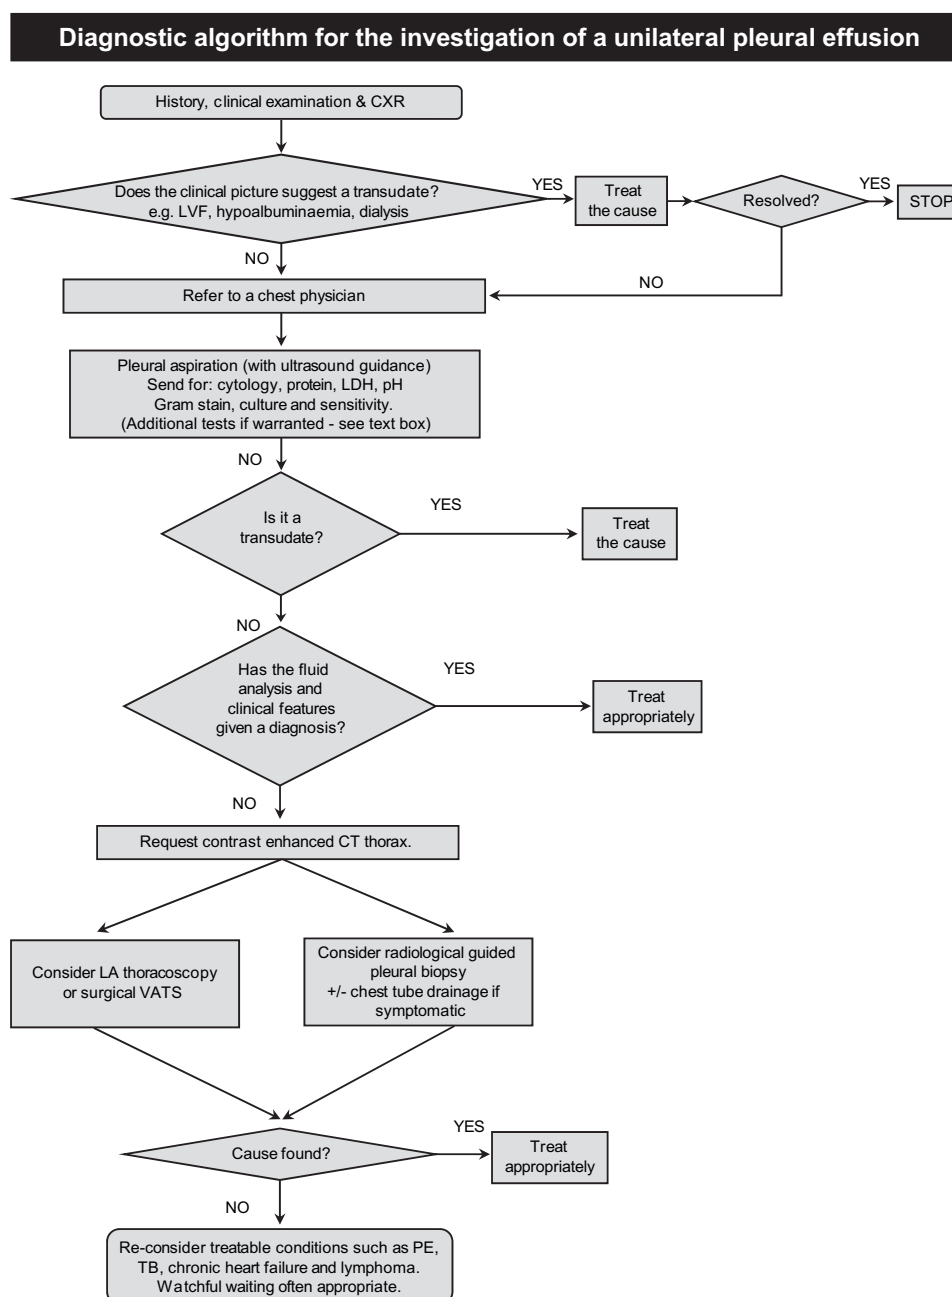 Diagnostic algorithm for the investigation of a unilateral pleural effusion
History, clinical examination & CXR
Does the clinical picture suggest a transudate?
e.g. LVF, hypoalbuminaemia, dialysis
YES
Treat
the cause
Resolved?
YES
STOP
NO
NO
Refer to a chest physician
Pleural aspiration (with ultrasound guidance)
Send for: cytology, protein, LDH, pH
Gram stain, culture and sensitivity.
(Additional tests if warranted - see text box)
NO
Is it a
transudate?
YES
Treat
the cause
NO
Has the fluid
analysis and
clinical features
given a diagnosis?
YES
Treat
appropriately
NO
Request contrast enhanced CT thorax.
Consider LA thoracoscopy
or surgical VATS
Consider radiological guided
pleural biopsy
+/- chest tube drainage if
symptomatic
Cause found?
YES
Treat
appropriately
NO
Re-consider treatable conditions such as PE,
TB, chronic heart failure and lymphoma.
Watchful waiting often appropriate.